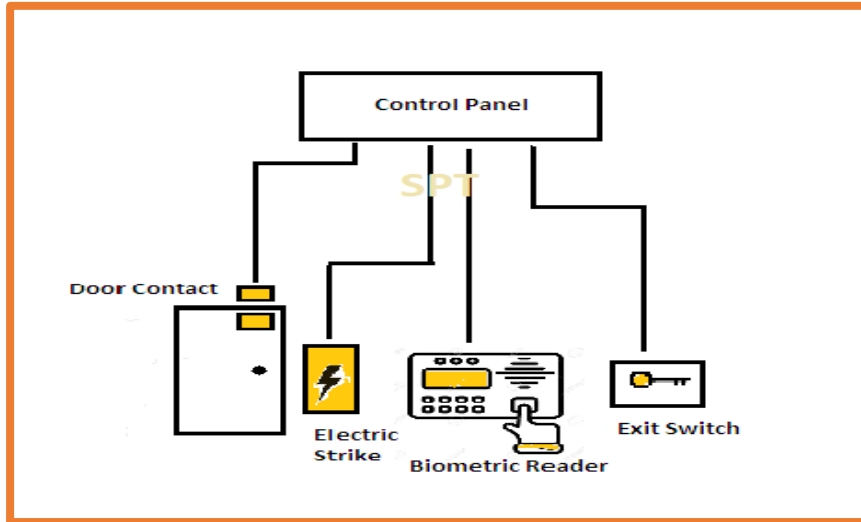 Control Panel
SPT
Door Contact
Electric
Strike
Biometric Reader
Exit Switch